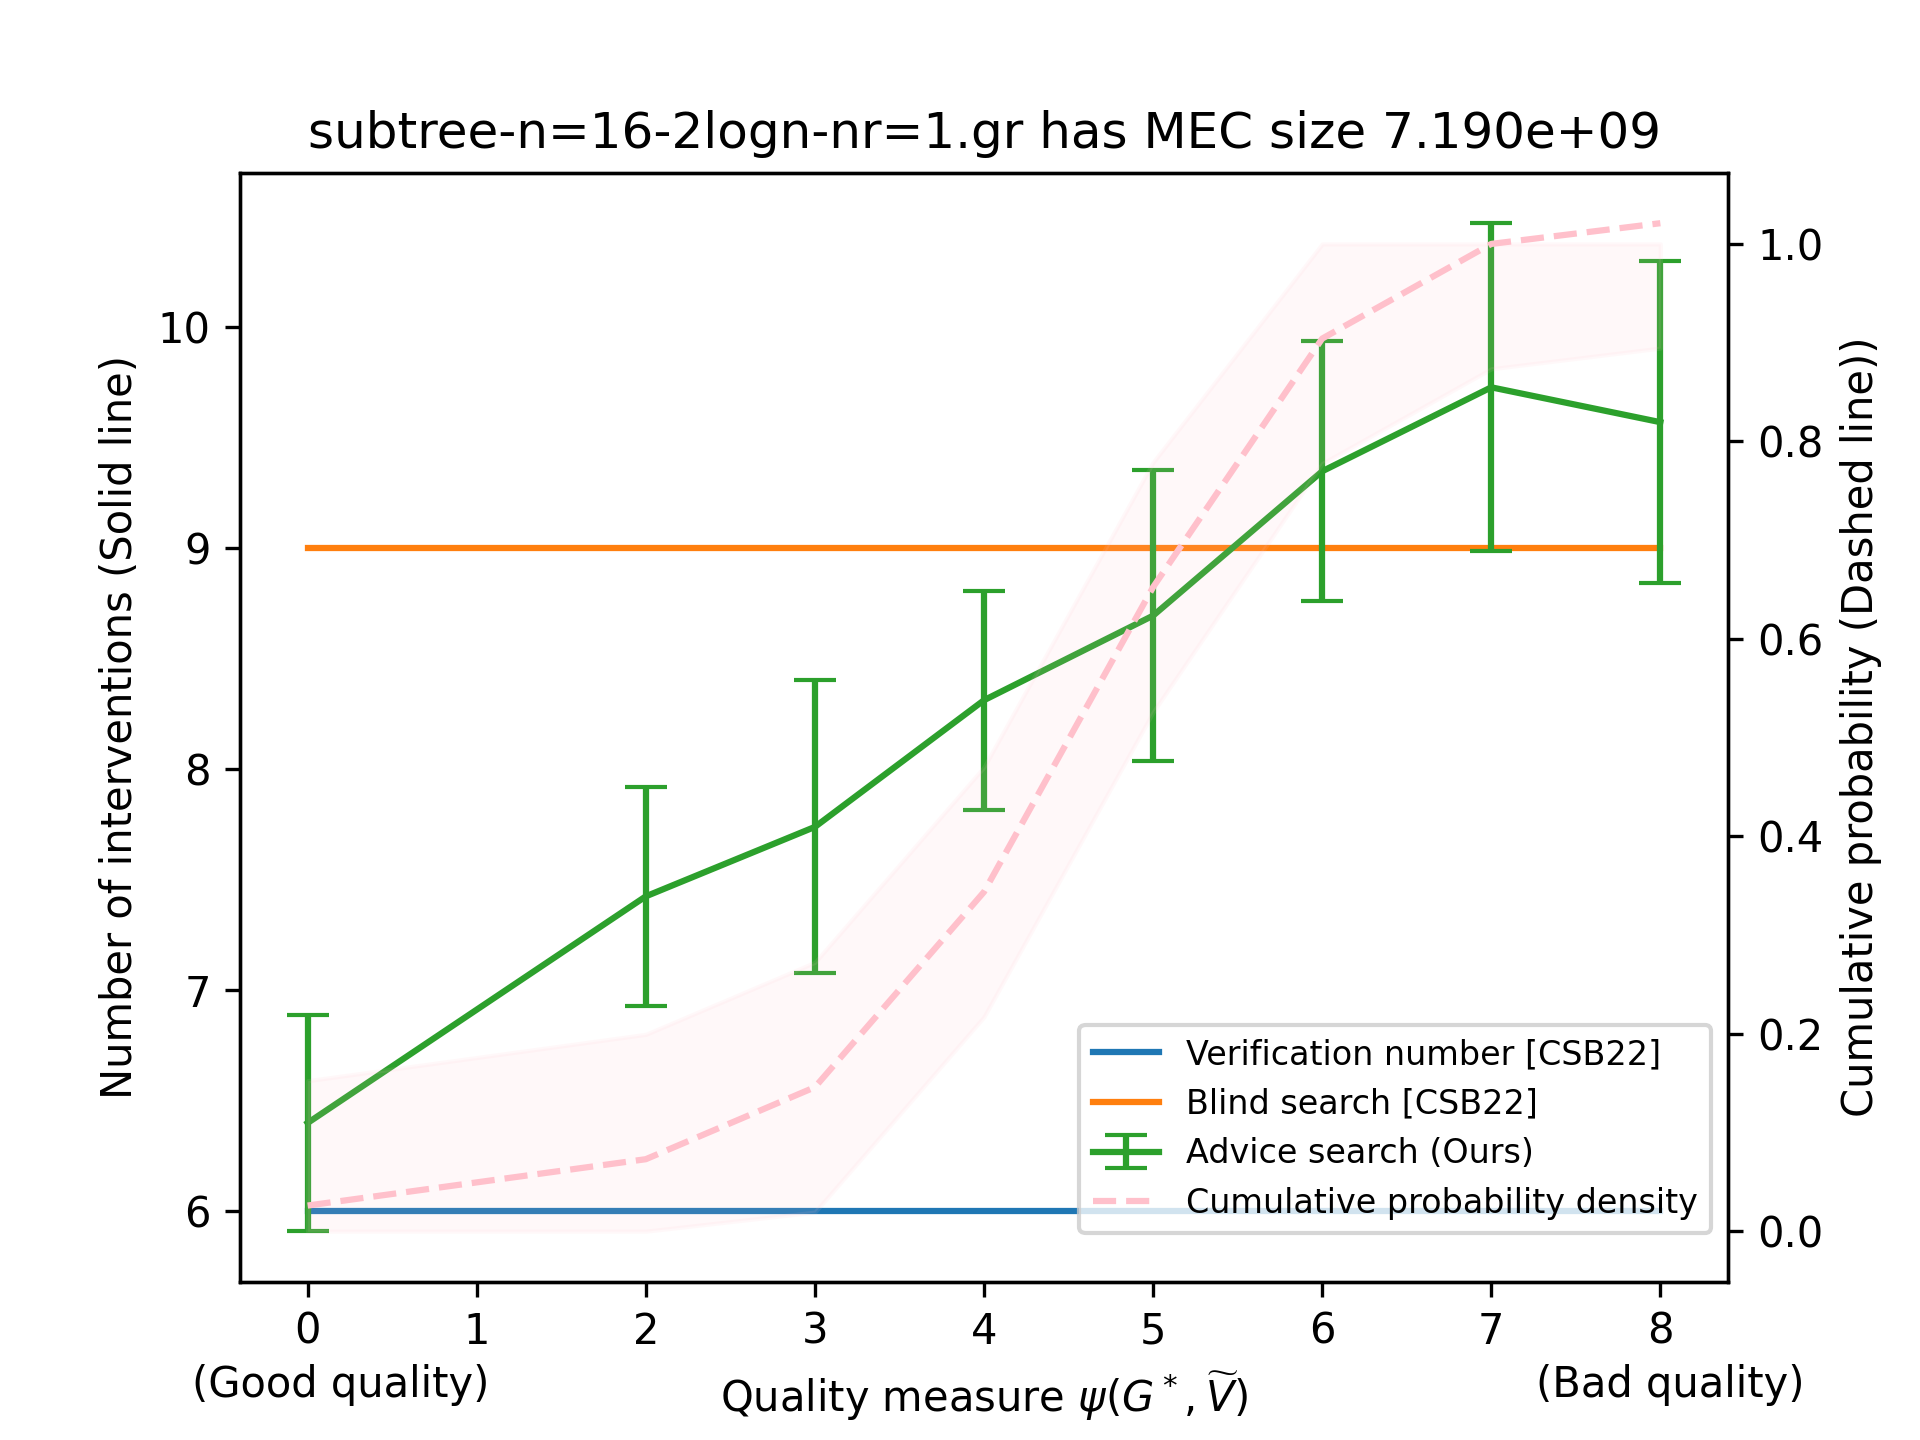 subtree-n=16-2logn-nr=1.gr has MEC size 7.190e+09
Number of interventions (Solid line)
10
9
8
7
6
1.0
0.8
0.6
0.4
0.2
0.0
Cumulative probability (Dashed line))
Verification number [CSB22]
Blind search [CSB22]
Advice search (Ours)
Cumulative probability density
0 1 2 3 4 5 6 7 8
(Good quality)
Quality measure ψ(G*, Ṽ)
(Bad quality)